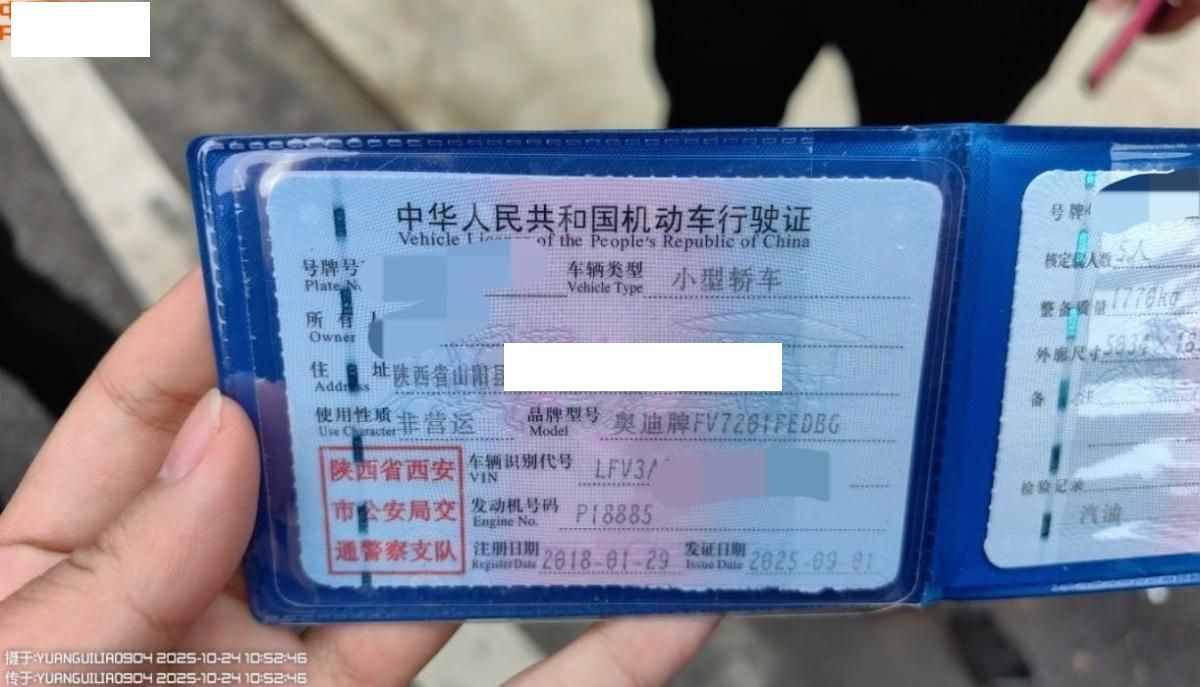 中华人民共和国机动车行驶证
Vehicle License of the People's Republic of China
号牌号
Plate No
车辆类型
Vehicle Type
小型轿车
所有人
Owner
住址
Address
陕西省山阳县
使用性质
Use Character
非营运
品牌型号
Model
奥迪牌FV7201FEDBG
陕西省西安
市公安局交
通警察支队
车辆识别代号
VIN
LFV3A
发动机号码
Engine No.
P18885
注册日期
Register Date
2018-01-29
发证日期
Issue Date
2025-09-01
号牌
核定载人数 5人
整备质量 1770kg
外廓尺寸 5034×18
备注
检验记录
汽油
摄于:YUANGUILIA0904 2025-10-24 10:52:46
传于:YUANGUILIA0904 2025-10-24 10:52:46